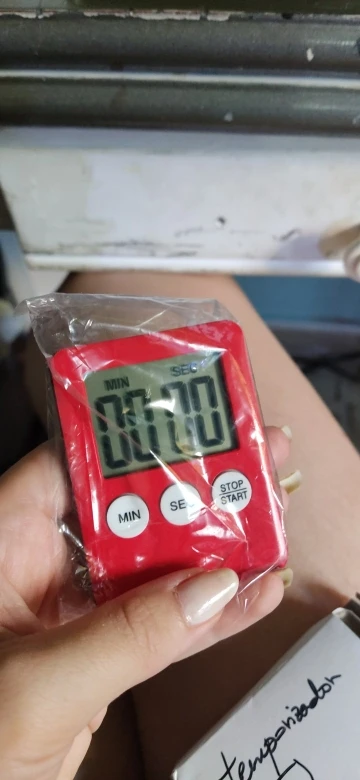 MIN SEC
00:00
MIN SEC STOP
START
temporizador